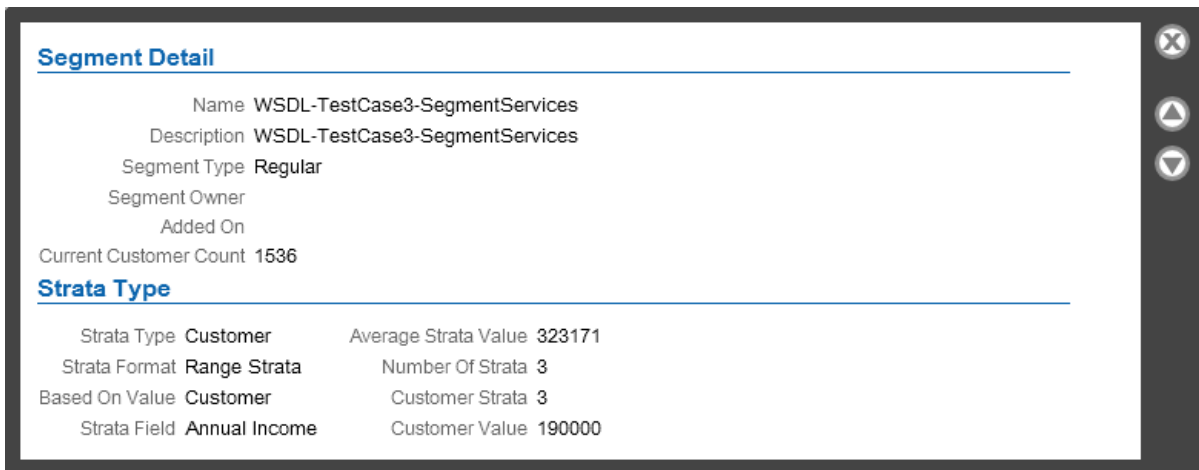 Segment Detail
Name WSDL-TestCase3-SegmentServices
Description WSDL-TestCase3-SegmentServices
Segment Type Regular
Segment Owner
Added On
Current Customer Count 1536
Strata Type
Strata Type Customer Average Strata Value 323171
Strata Format Range Strata Number Of Strata 3
Based On Value Customer Customer Strata 3
Strata Field Annual Income Customer Value 190000